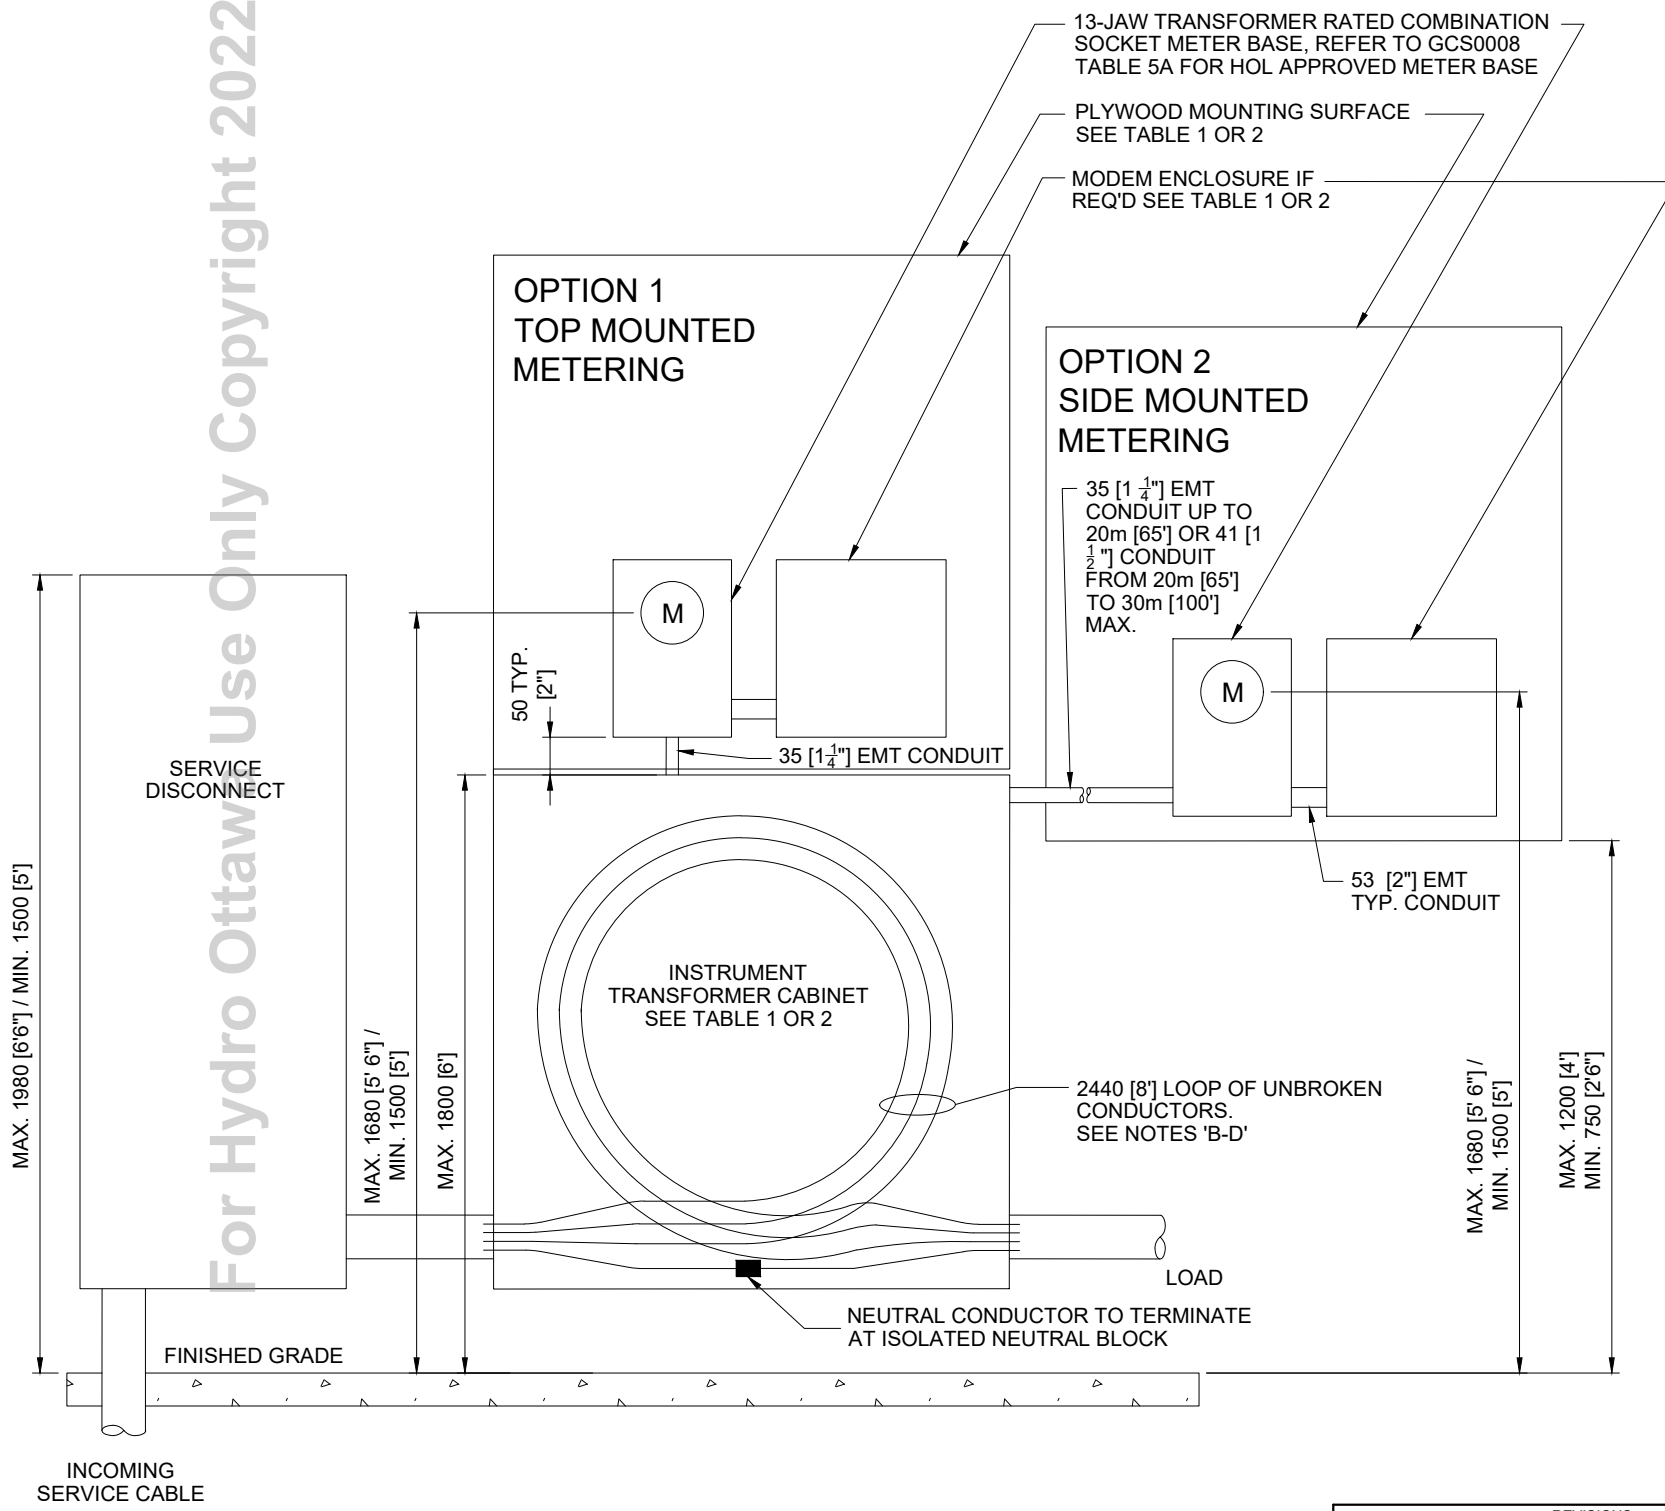 For Hydro Ottawa Use Only Copyright 2022
13-JAW TRANSFORMER RATED COMBINATION
SOCKET METER BASE, REFER TO GCS0008
TABLE 5A FOR HOL APPROVED METER BASE
PLYWOOD MOUNTING SURFACE
SEE TABLE 1 OR 2
MODEM ENCLOSURE IF
REQ'D SEE TABLE 1 OR 2
OPTION 1
TOP MOUNTED
METERING
OPTION 2
SIDE MOUNTED
METERING
35 [1 1/4"] EMT
CONDUIT UP TO
20m [65'] OR 41 [1
1/2 "] CONDUIT
FROM 20m [65']
TO 30m [100']
MAX.
M
M
50 TYP.
[2"]
35 [1 1/4"] EMT CONDUIT
SERVICE
DISCONNECT
53 [2"] EMT
TYP. CONDUIT
INSTRUMENT
TRANSFORMER CABINET
SEE TABLE 1 OR 2
MAX. 1980 [6'6"] / MIN. 1500 [5']
MAX. 1680 [5' 6"] /
MIN. 1500 [5']
MAX. 1800 [6']
2440 [8'] LOOP OF UNBROKEN
CONDUCTORS.
SEE NOTES 'B-D'
MAX. 1680 [5' 6"] /
MIN. 1500 [5']
MAX. 1200 [4']
MIN. 750 [2'6"]
LOAD
NEUTRAL CONDUCTOR TO TERMINATE
AT ISOLATED NEUTRAL BLOCK
FINISHED GRADE
INCOMING
SERVICE CABLE